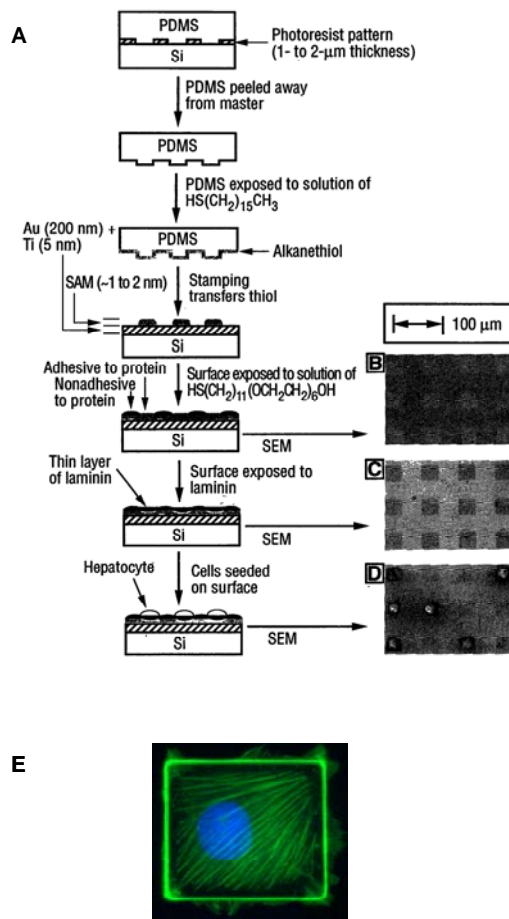 A
PDMS
Si
Photoresist pattern
(1- to 2-μm thickness)
PDMS peeled away
from master
PDMS
PDMS exposed to solution of
HS(CH2)15CH3
Au (200 nm) +
Ti (5 nm)
PDMS
Alkanethiol
SAM (~1 to 2 nm)
Stamping
transfers thiol
Si
100 μm
Adhesive to protein
Nonadhesive
to protein
Surface exposed to solution of
HS(CH2)11(OCH2CH2)6OH
B
Si
SEM
Thin layer
of laminin
Surface exposed to
laminin
C
Si
SEM
Hepatocyte
Cells seeded
on surface
D
Si
SEM
E